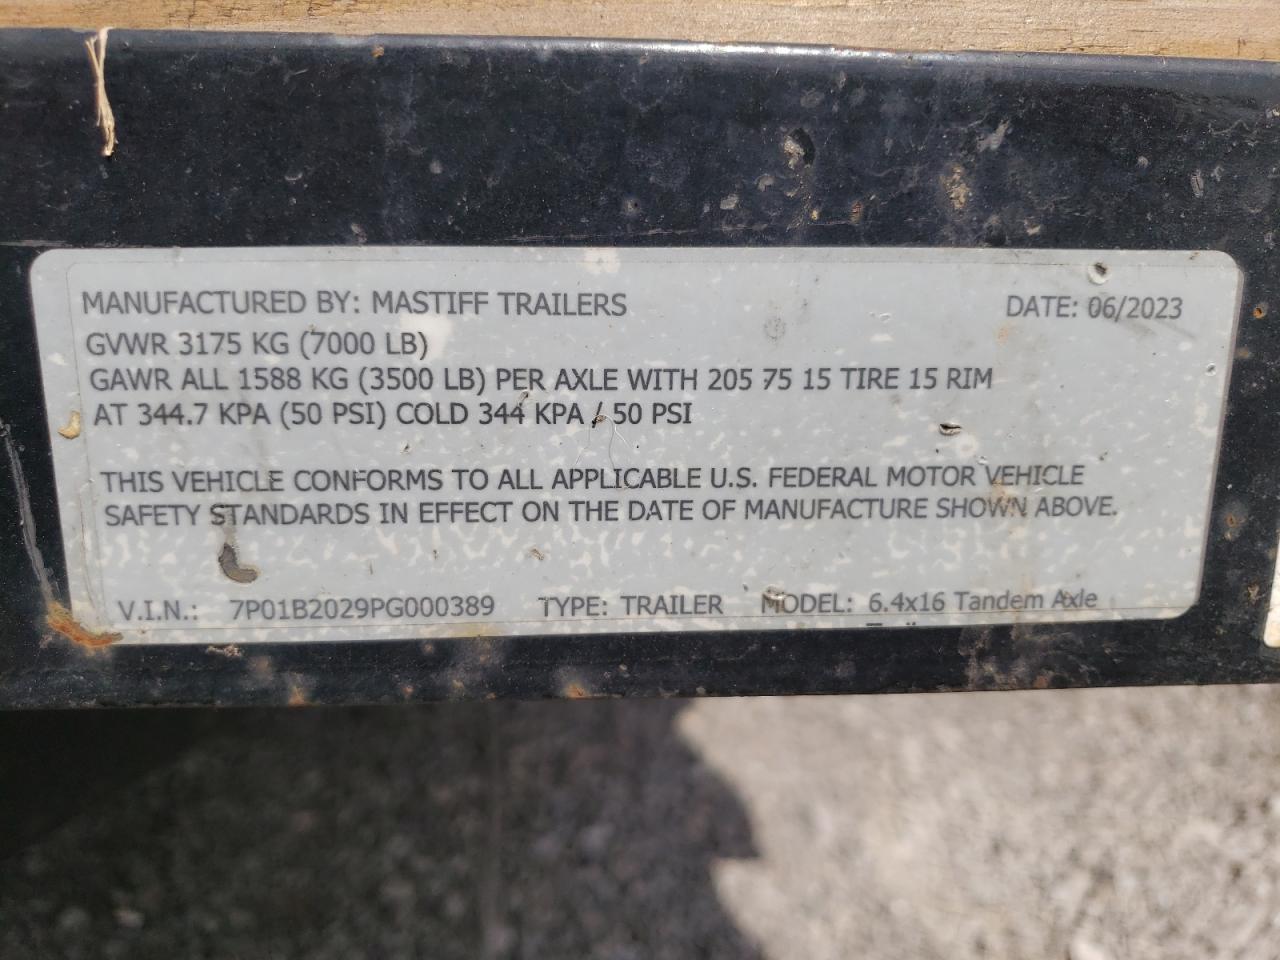 MANUFACTURED BY: MASTIFF TRAILERS DATE: 06/2023
GVWR 3175 KG (7000 LB)
GAWR ALL 1588 KG (3500 LB) PER AXLE WITH 205 75 15 TIRE 15 RIM
AT 344.7 KPA (50 PSI) COLD 344 KPA / 50 PSI
THIS VEHICLE CONFORMS TO ALL APPLICABLE U.S. FEDERAL MOTOR VEHICLE
SAFETY STANDARDS IN EFFECT ON THE DATE OF MANUFACTURE SHOWN ABOVE.
V.I.N.: 7P01B2029PG000389 TYPE: TRAILER MODEL: 6.4x16 Tandem Axle